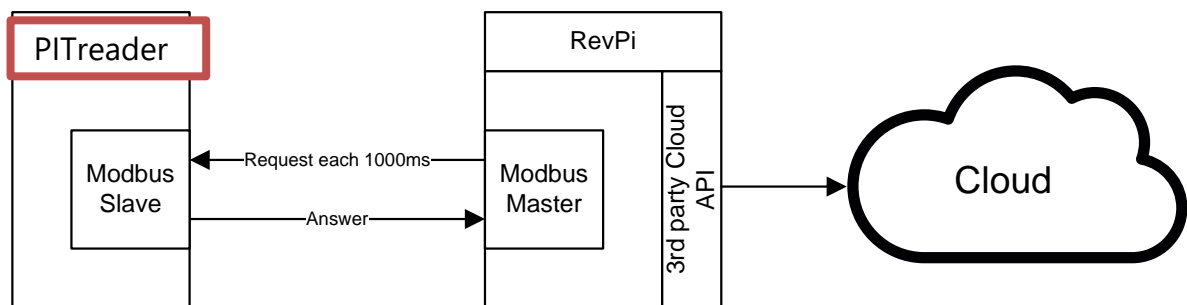 PITreader
RevPi
Modbus
Slave
Request each 1000ms
Answer
Modbus
Master
3rd party Cloud
API
Cloud